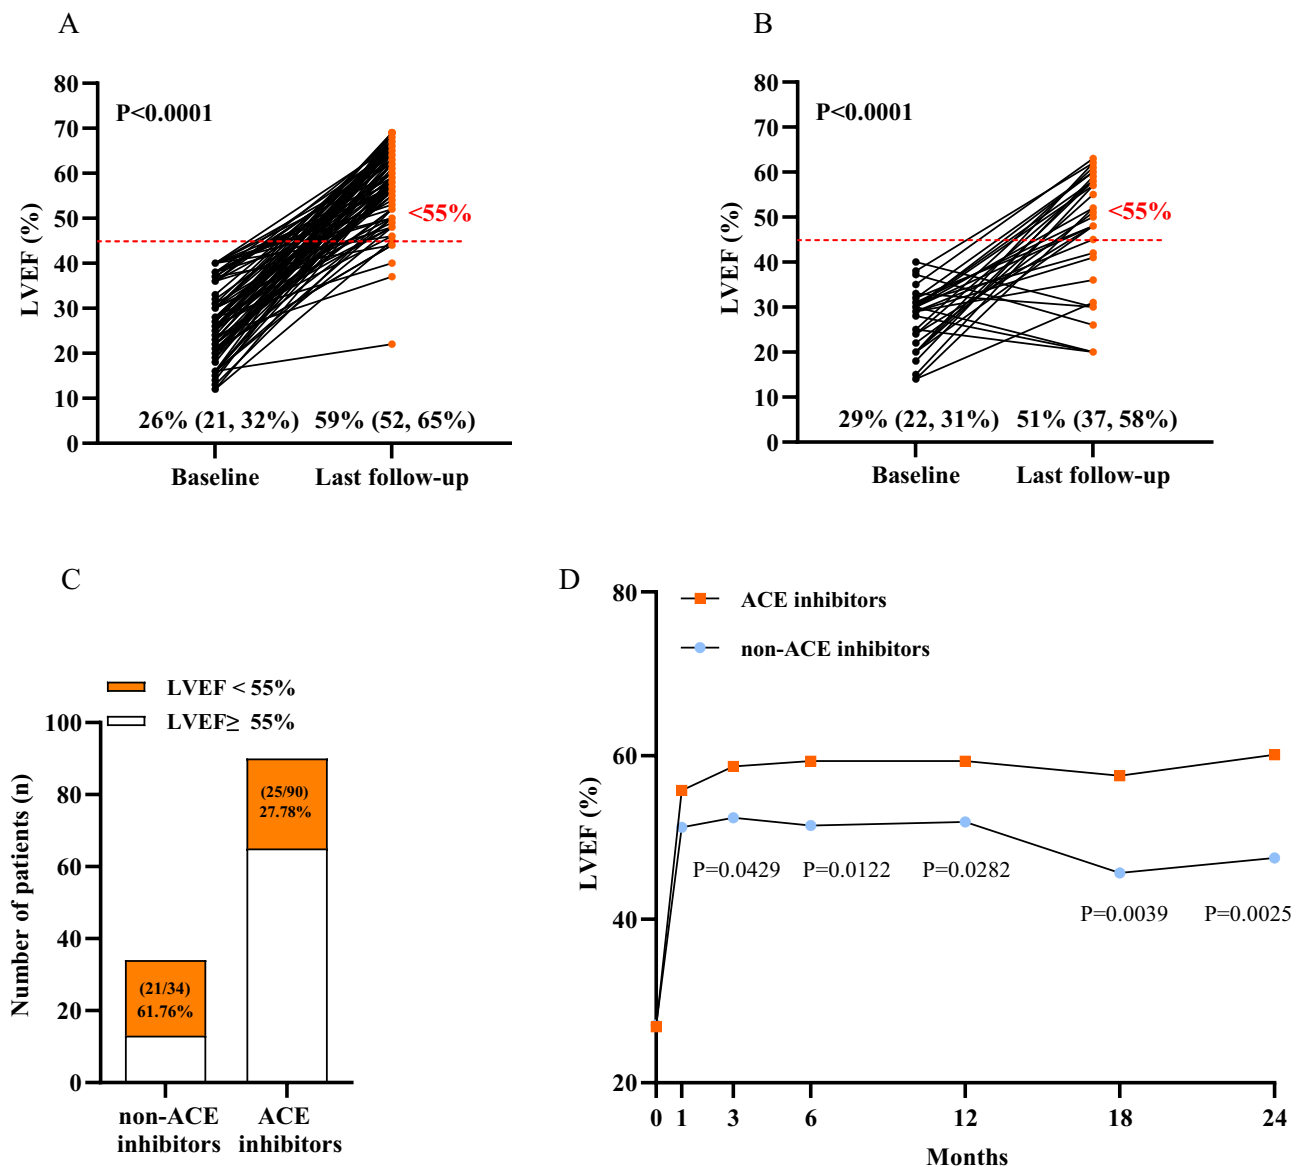 A
LVEF (%)
80
70
60
50
40
30
20
10
0
P<0.0001
<55%
26% (21, 32%) 59% (52, 65%)
Baseline Last follow-up
B
LVEF (%)
80
70
60
50
40
30
20
10
0
P<0.0001
<55%
29% (22, 31%) 51% (37, 58%)
Baseline Last follow-up
C
LVEF < 55%
LVEF≥ 55%
Number of patients (n)
100
80
60
40
20
0
(25/90)
27.78%
(21/34)
61.76%
non-ACE
inhibitors
ACE
inhibitors
D
ACE inhibitors
non-ACE inhibitors
LVEF (%)
80
60
40
20
P=0.0429 P=0.0122 P=0.0282
P=0.0039 P=0.0025
0 1 3 6 12 18 24
Months